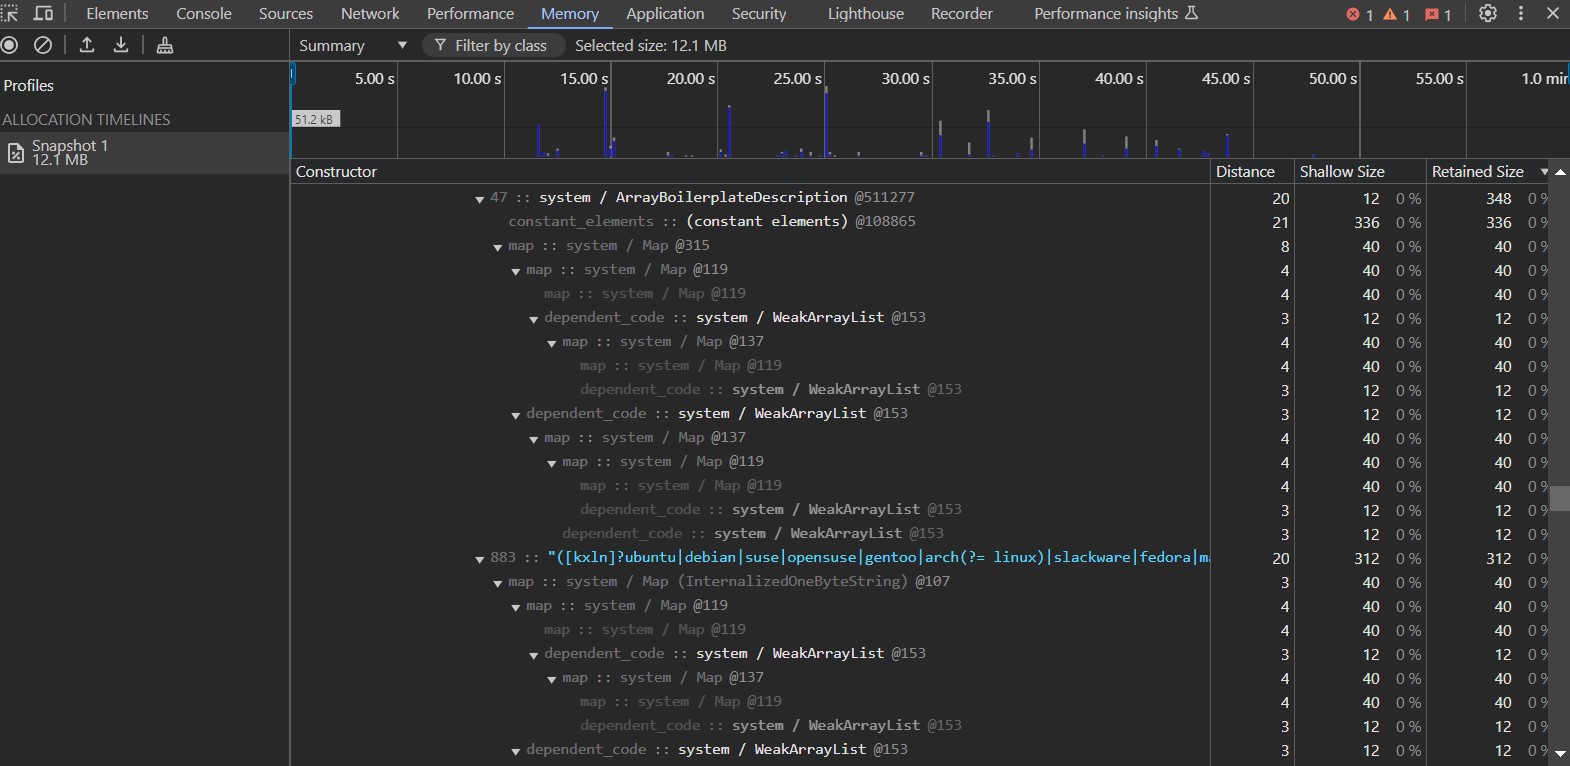 Elements Console Sources Network Performance Memory Application Security Lighthouse Recorder Performance insights 1 1 1
Summary Filter by class Selected size: 12.1 MB
Profiles
ALLOCATION TIMELINES
Snapshot 1
12.1 MB
5.00 s 10.00 s 15.00 s 20.00 s 25.00 s 30.00 s 35.00 s 40.00 s 45.00 s 50.00 s 55.00 s 1.0 min
51.2 kB
Constructor Distance Shallow Size Retained Size
47 :: system / ArrayBoilerplateDescription @511277 20 12 0 % 348 0 %
constant_elements :: (constant elements) @108865 21 336 0 % 336 0 %
map :: system / Map @315 8 40 0 % 40 0 %
map :: system / Map @119 4 40 0 % 40 0 %
map :: system / Map @119 4 40 0 % 40 0 %
dependent_code :: system / WeakArrayList @153 3 12 0 % 12 0 %
map :: system / Map @137 4 40 0 % 40 0 %
map :: system / Map @119 4 40 0 % 40 0 %
dependent_code :: system / WeakArrayList @153 3 12 0 % 12 0 %
dependent_code :: system / WeakArrayList @153 3 12 0 % 12 0 %
map :: system / Map @137 4 40 0 % 40 0 %
map :: system / Map @119 4 40 0 % 40 0 %
map :: system / Map @119 4 40 0 % 40 0 %
dependent_code :: system / WeakArrayList @153 3 12 0 % 12 0 %
dependent_code :: system / WeakArrayList @153 3 12 0 % 12 0 %
883 :: "([kxln]?ubuntu|debian|suse|opensuse|gentoo|arch(?= linux)|slackware|fedora|ma 20 312 0 % 312 0 %
map :: system / Map (InternalizedOneByteString) @107 3 40 0 % 40 0 %
map :: system / Map @119 4 40 0 % 40 0 %
map :: system / Map @119 4 40 0 % 40 0 %
dependent_code :: system / WeakArrayList @153 3 12 0 % 12 0 %
map :: system / Map @137 4 40 0 % 40 0 %
map :: system / Map @119 4 40 0 % 40 0 %
dependent_code :: system / WeakArrayList @153 3 12 0 % 12 0 %
dependent_code :: system / WeakArrayList @153 3 12 0 % 12 0 %